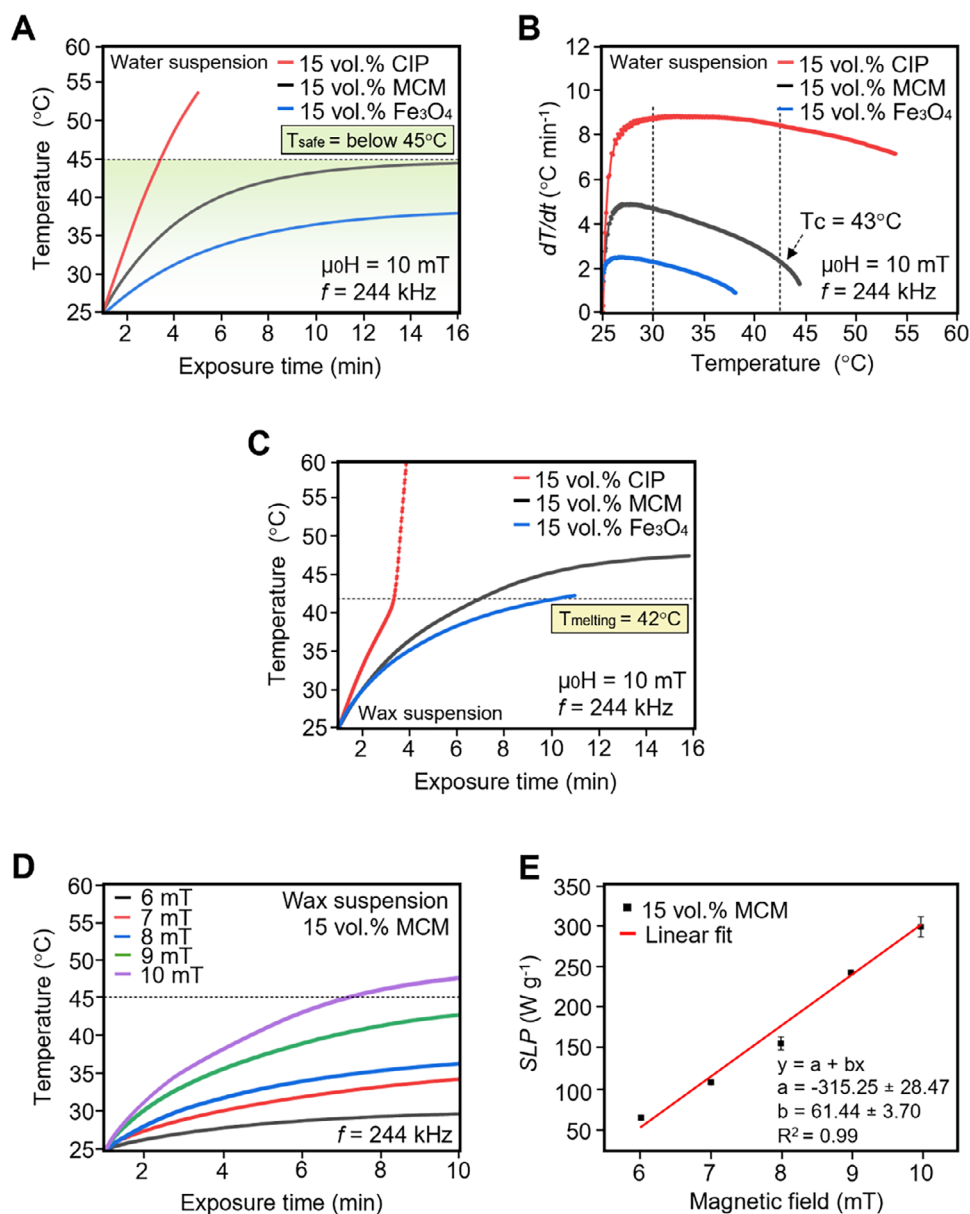 A
60
55
50
45
40
35
30
25
Temperature (°C)
Water suspension
15 vol.% CIP
15 vol.% MCM
15 vol.% Fe₃O₄
Tsafe = below 45°C
μ₀H = 10 mT
f = 244 kHz
2 4 6 8 10 12 14 16
Exposure time (min)
B
12
10
8
6
4
2
0
dT/dt (°C min⁻¹)
Water suspension
15 vol.% CIP
15 vol.% MCM
15 vol.% Fe₃O₄
Tc = 43°C
μ₀H = 10 mT
f = 244 kHz
25 30 35 40 45 50 55 60
Temperature (°C)
C
60
55
50
45
40
35
30
25
Temperature (°C)
15 vol.% CIP
15 vol.% MCM
15 vol.% Fe₃O₄
Tmelting = 42°C
μ₀H = 10 mT
f = 244 kHz
Wax suspension
2 4 6 8 10 12 14 16
Exposure time (min)
D
60
55
50
45
40
35
30
25
Temperature (°C)
6 mT
7 mT
8 mT
9 mT
10 mT
Wax suspension
15 vol.% MCM
f = 244 kHz
2 4 6 8 10
Exposure time (min)
E
350
300
250
200
150
100
50
SLP (W g⁻¹)
15 vol.% MCM
Linear fit
y = a + bx
a = -315.25 ± 28.47
b = 61.44 ± 3.70
R² = 0.99
6 7 8 9 10
Magnetic field (mT)